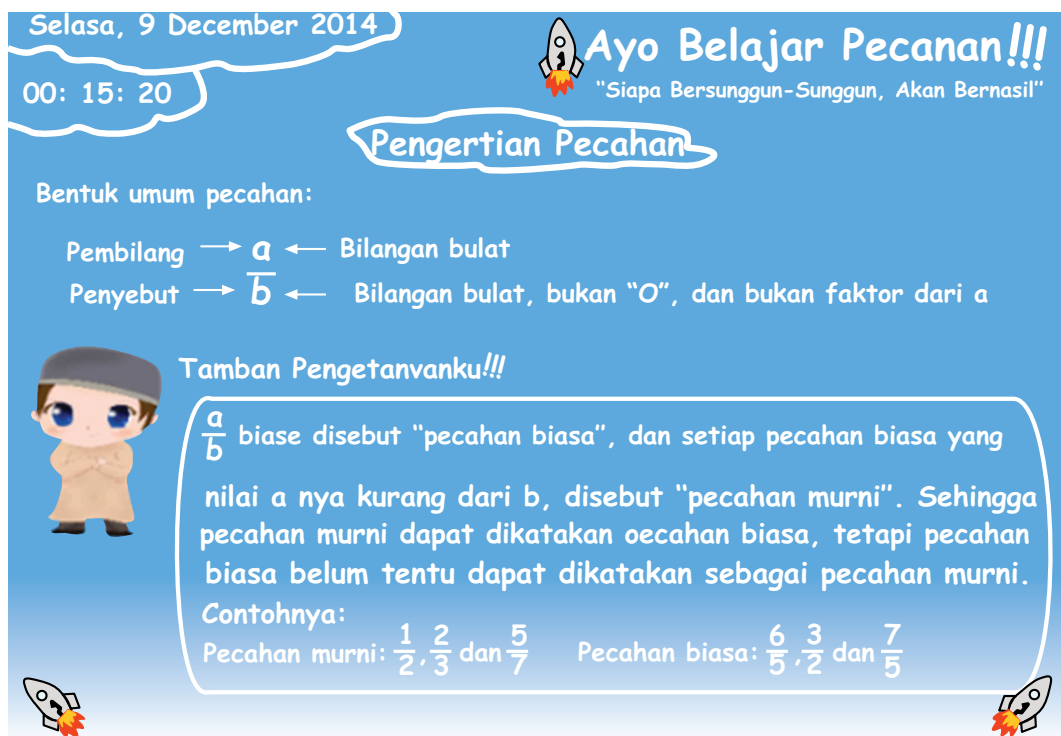 Selasa, 9 December 2014
00: 15: 20
Ayo Belajar Pecanan!!!
"Siapa Bersunggun-Sunggun, Akan Bernasil"
Pengertian Pecahan
Bentuk umum pecahan:
Pembilang → a ← Bilangan bulat
Penyebut → b ← Bilangan bulat, bukan "O", dan bukan faktor dari a
Tamban Pengetanvanku!!!
a/b biase disebut "pecahan biasa", dan setiap pecahan biasa yang
nilai a nya kurang dari b, disebut "pecahan murni". Sehingga
pecahan murni dapat dikatakan oecahan biasa, tetapi pecahan
biasa belum tentu dapat dikatakan sebagai pecahan murni.
Contohnya:
Pecahan murni: 1/2, 2/3 dan 5/7 Pecahan biasa: 6/5, 3/2 dan 7/5